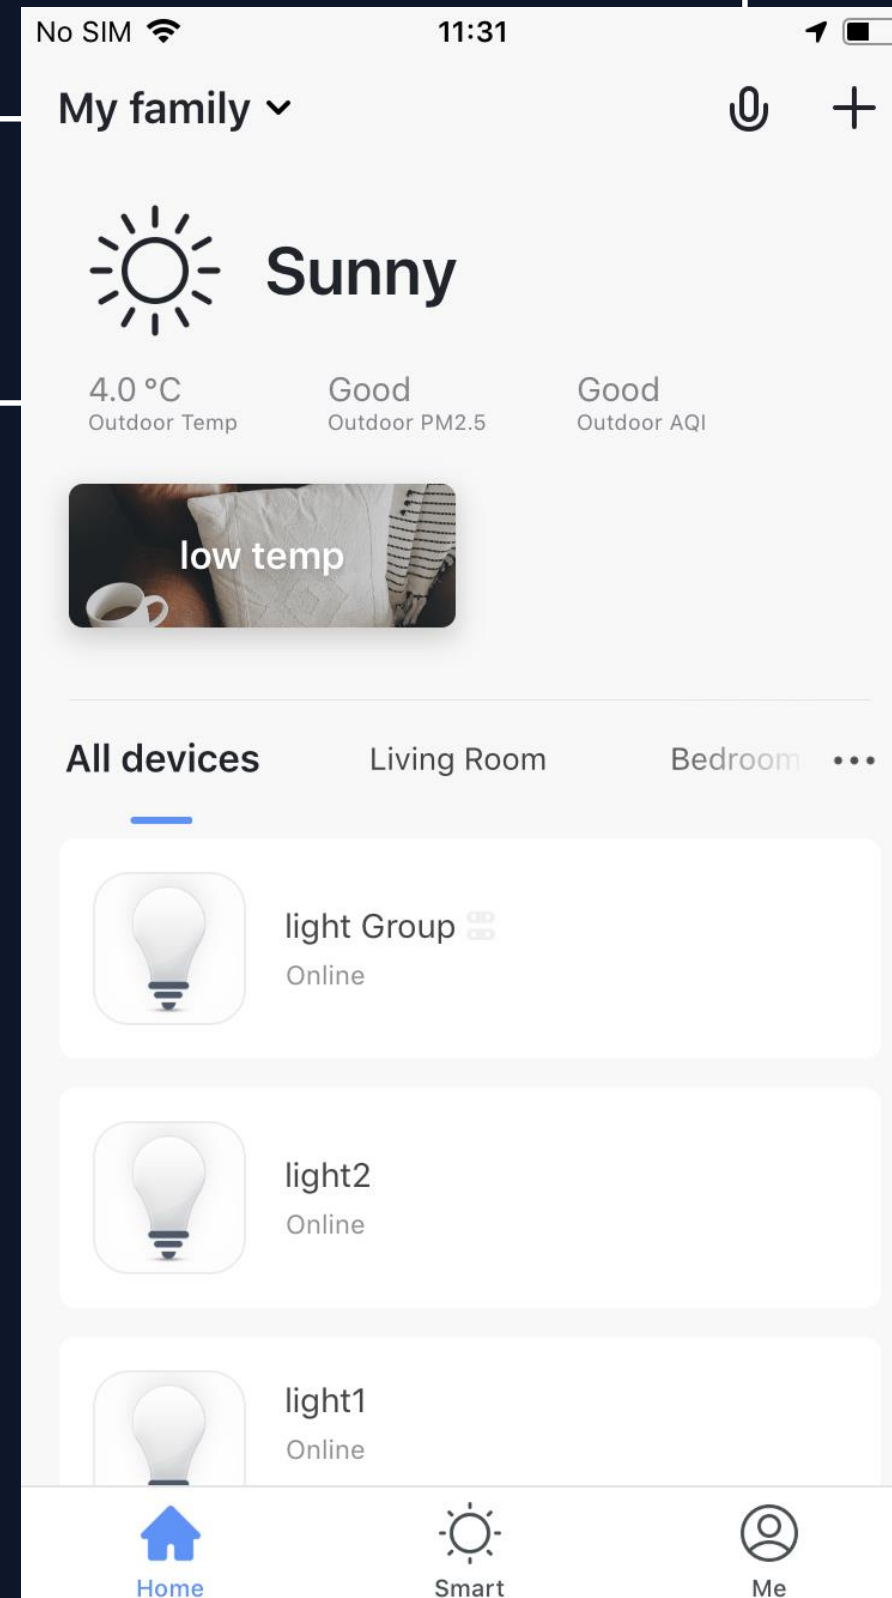 No SIM 11:31
My family
Sunny
4.0 °C Good Good
Outdoor Temp Outdoor PM2.5 Outdoor AQI
low temp
All devices Living Room Bedroom
light Group
Online
light2
Online
light1
Online
Home Smart Me